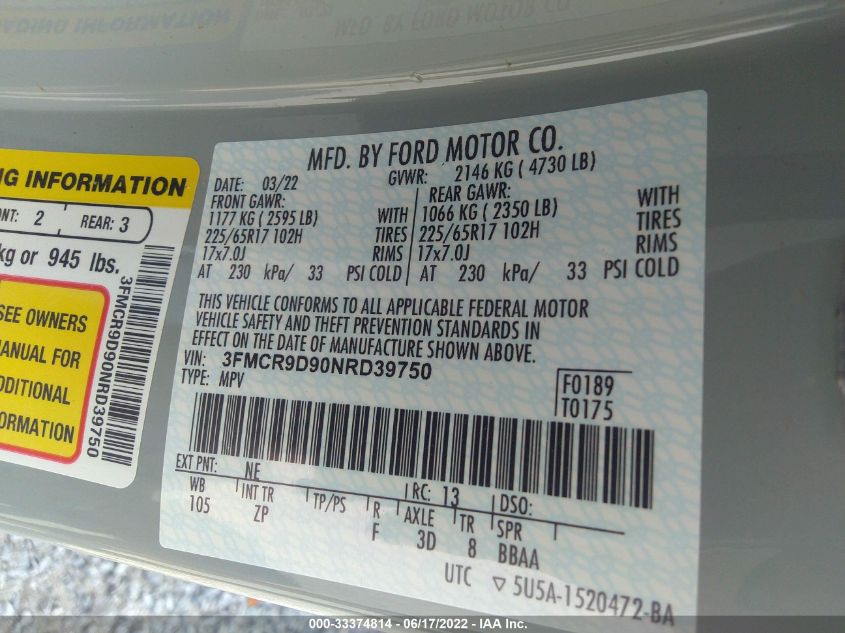 MFD. BY FORD MOTOR CO.
DATE: 03/22 GVWR: 2146 KG ( 4730 LB)
FRONT GAWR: REAR GAWR:
1177 KG ( 2595 LB) WITH 1066 KG ( 2350 LB) WITH
225/65R17 102H TIRES 225/65R17 102H TIRES
17x7.0J RIMS 17x7.0J RIMS
AT 230 kPa/ 33 PSI COLD AT 230 kPa/ 33 PSI COLD
THIS VEHICLE CONFORMS TO ALL APPLICABLE FEDERAL MOTOR
VEHICLE SAFETY AND THEFT PREVENTION STANDARDS IN
EFFECT ON THE DATE OF MANUFACTURE SHOWN ABOVE.
VIN: 3FMCR9D90NRD39750
TYPE: MPV
F0189
T0175
EXT PNT: NE RC: 13 DSO:
WB INT TR TP/PS R AXLE TR SPR
105 ZP F 3D 8 BBAA
UTC ▽ 5U5A-1520472-BA
INFORMATION
2 REAR: 3
kg or 945 lbs.
SEE OWNERS
MANUAL FOR
3FMCR9D90NRD39750
000-33374814 - 06/17/2022 - IAA Inc.